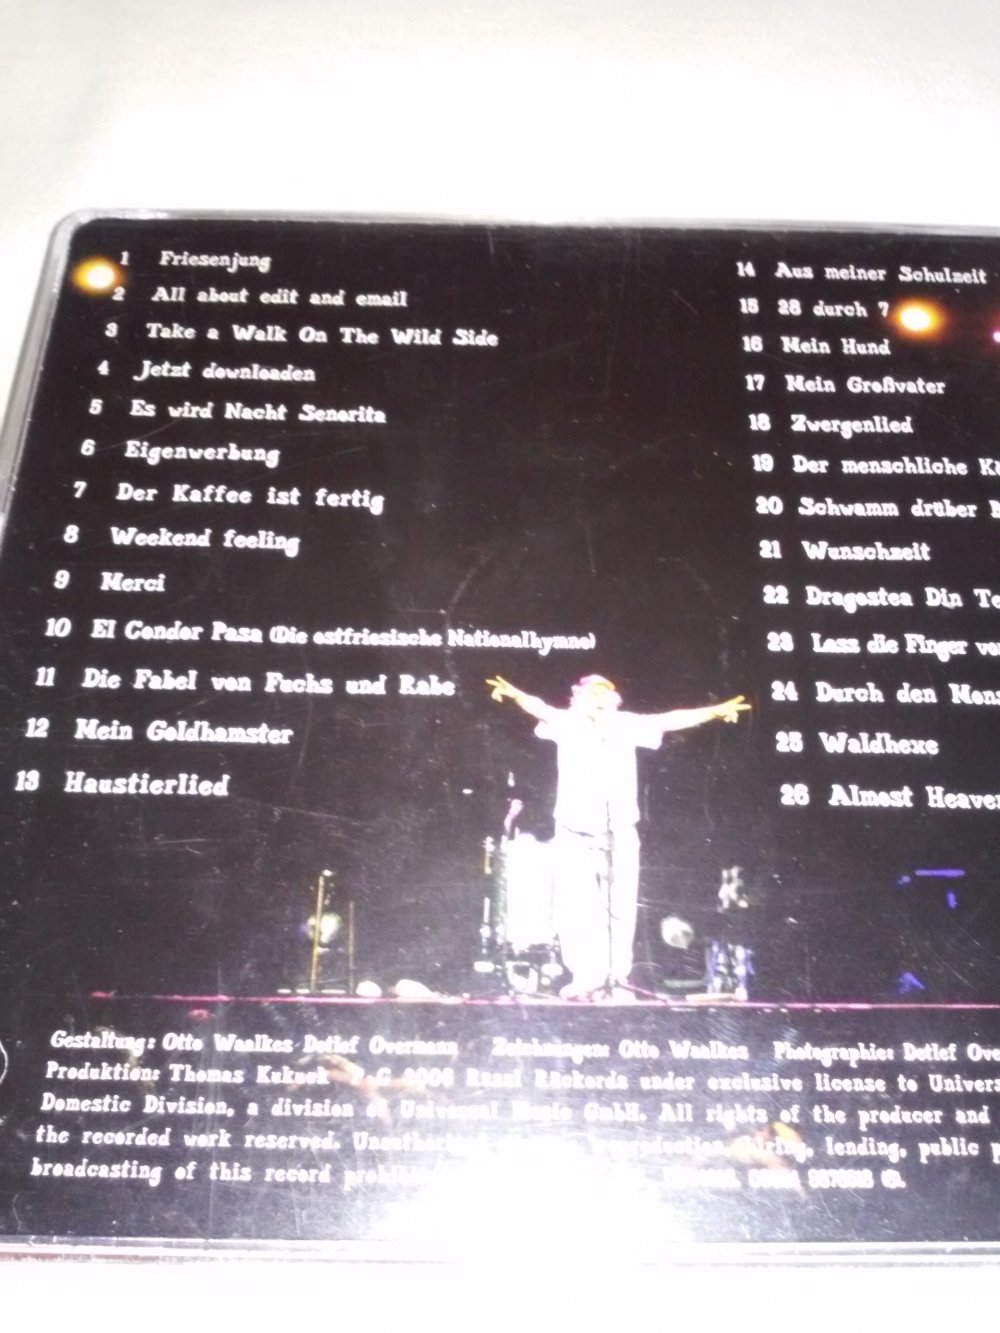 1 Friesenjung
2 All about edit and email
3 Take a Walk On The Wild Side
4 Jetzt downloaden
5 Es wird Nacht Senorita
6 Eigenwerbung
7 Der Kaffee ist fertig
8 Weekend feeling
9 Merci
10 El Condor Pasa (Die ostfriesische Nationalhymne)
11 Die Fabel von Fuchs und Rabe
12 Mein Goldhamster
13 Haustierlied
14 Aus meiner Schulzeit
15 28 durch 7
16 Mein Hund
17 Mein Großvater
18 Zwergenlied
19 Der menschliche
20 Schwamm drüber
21 Wunschzeit
22 Dragostea Din
23 Lass die Finger
24 Durch den
25 Waldhexe
26 Almost
Gestaltung: Otto Waalkes Detlef Overmann Zeichnungen: Otto Waalkes Photographie: Detlef
Produktion: Thomas Kukuck P+C 2006 Rüssl Räckords under exclusive license to
Domestic Division, a division of Universal Music GmbH. All rights of the producer and
the recorded work reserved. Unauthorized reproduction, hiring, lending, public
broadcasting of this record